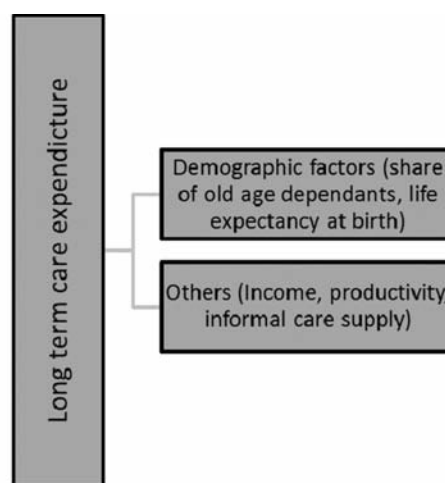 Long term care expendicture
Demographic factors (share
of old age dependants, life
expectancy at birth)
Others (Income, productivity,
informal care supply)